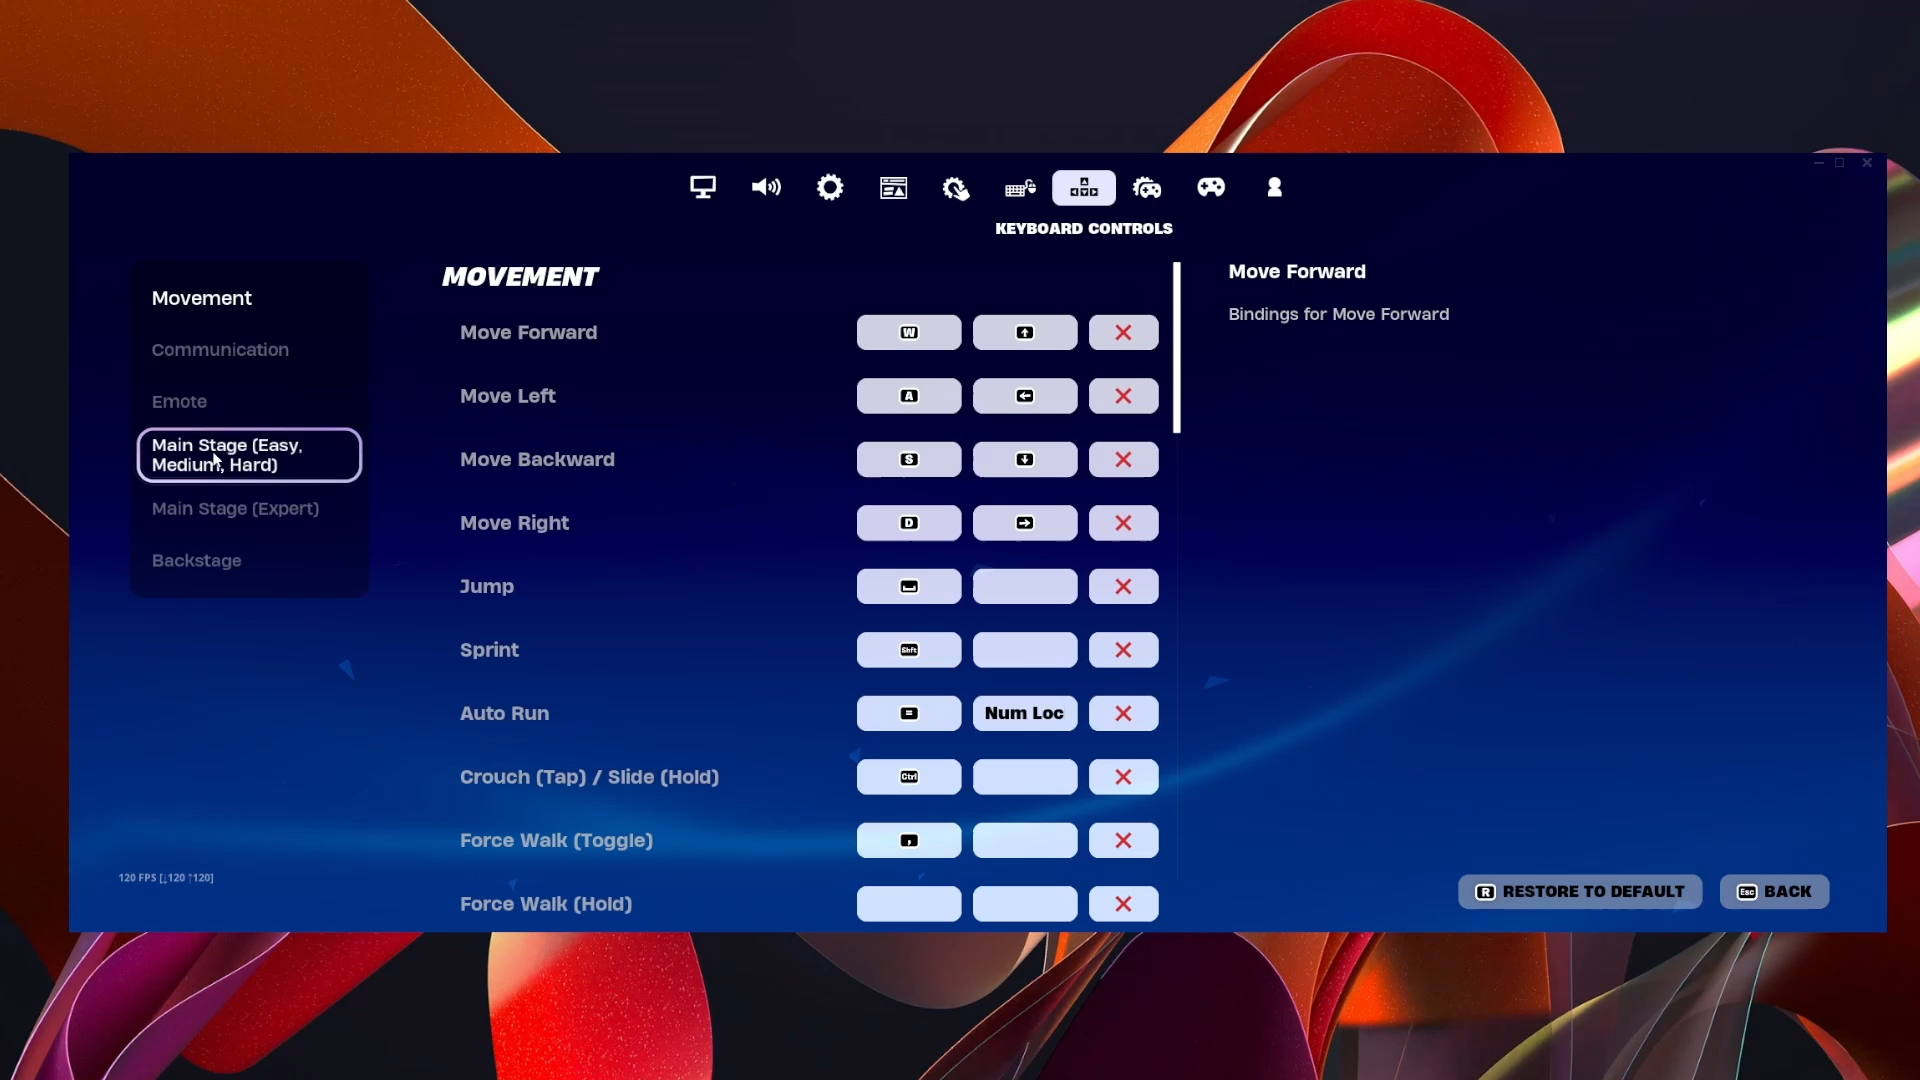 KEYBOARD CONTROLS
Movement
Communication
Emote
Main Stage (Easy,
Medium, Hard)
Main Stage (Expert)
Backstage
MOVEMENT
Move Forward W
Move Left A
Move Backward S
Move Right D
Jump
Sprint Shft
Auto Run = Num Loc
Crouch (Tap) / Slide (Hold) Ctrl
Force Walk (Toggle) ,
Force Walk (Hold)
Move Forward
Bindings for Move Forward
120 FPS [↓120 ↑120]
R RESTORE TO DEFAULT
Esc BACK